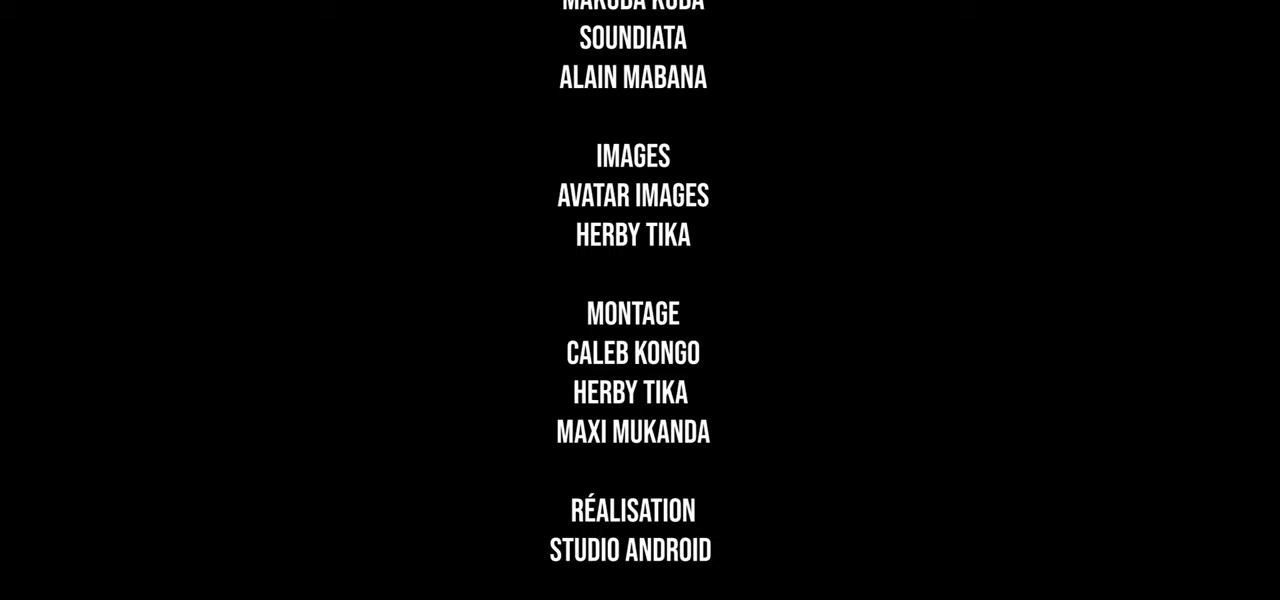 SOUNDIATA
ALAIN MABANA
IMAGES
AVATAR IMAGES
HERBY TIKA
MONTAGE
CALEB KONGO
HERBY TIKA
MAXI MUKANDA
RÉALISATION
STUDIO ANDROID